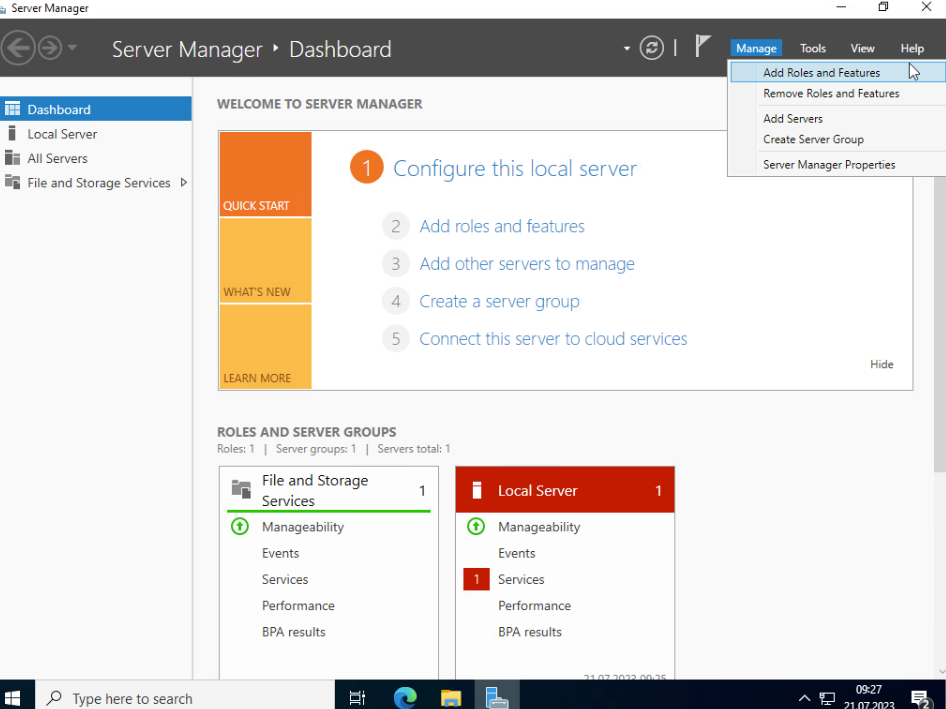 Server Manager
Server Manager • Dashboard
Manage Tools View Help
Add Roles and Features
Remove Roles and Features
Add Servers
Create Server Group
Server Manager Properties
Dashboard
Local Server
All Servers
File and Storage Services
WELCOME TO SERVER MANAGER
QUICK START
WHAT'S NEW
LEARN MORE
1 Configure this local server
2 Add roles and features
3 Add other servers to manage
4 Create a server group
5 Connect this server to cloud services
Hide
ROLES AND SERVER GROUPS
Roles: 1 | Server groups: 1 | Servers total: 1
File and Storage
Services 1
Manageability
Events
Services
Performance
BPA results
Local Server 1
Manageability
Events
1 Services
Performance
BPA results
21.07.2023 09:25
Type here to search
09:27
21.07.2023
2